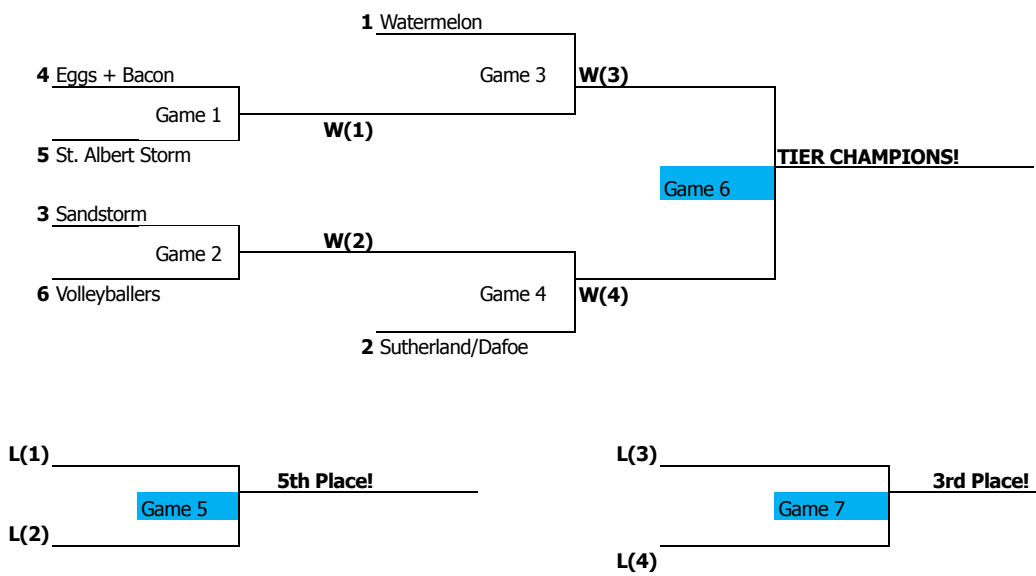 1 Watermelon
4 Eggs + Bacon
Game 3
W(3)
Game 1
W(1)
5 St. Albert Storm
TIER CHAMPIONS!
Game 6
3 Sandstorm
W(2)
Game 2
6 Volleyballers
Game 4
W(4)
2 Sutherland/Dafoe
L(1)
5th Place!
Game 5
L(2)
L(3)
3rd Place!
Game 7
L(4)